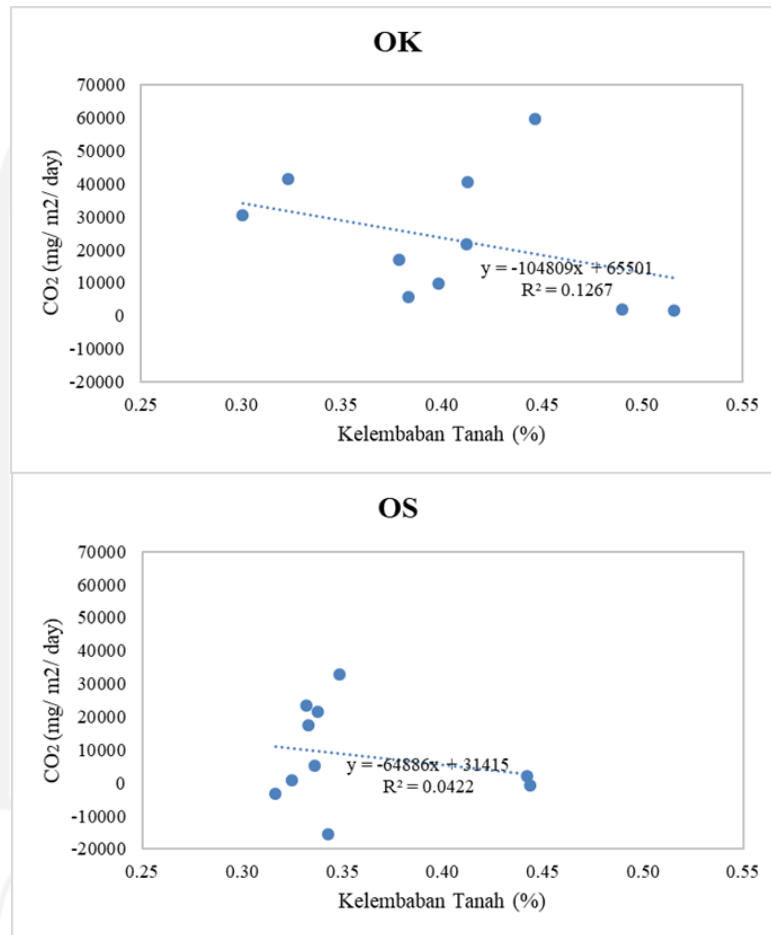 OK
70000
60000
50000
40000
30000
20000
10000
0
-10000
-20000
CO₂ (mg/ m2/ day)
y = -104809x + 65501
R² = 0.1267
0.25 0.30 0.35 0.40 0.45 0.50 0.55
Kelembaban Tanah (%)
OS
70000
60000
50000
40000
30000
20000
10000
0
-10000
-20000
CO₂ (mg/ m2/ day)
y = -64886x + 31415
R² = 0.0422
0.25 0.30 0.35 0.40 0.45 0.50 0.55
Kelembaban Tanah (%)